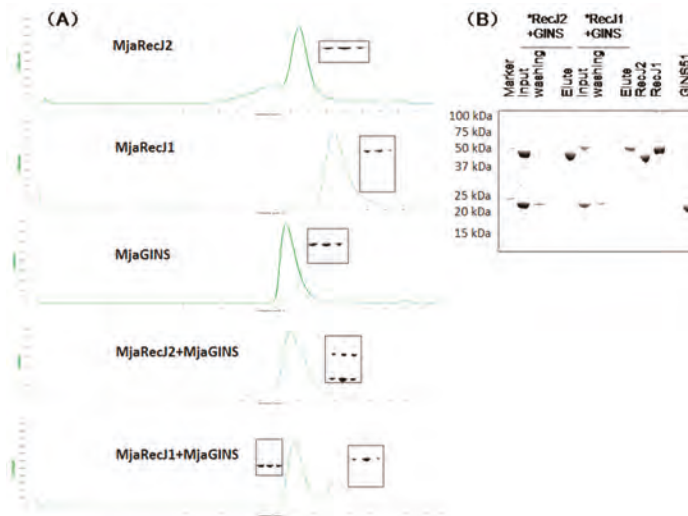 (A)
MjaRecJ2
MjaRecJ1
MjaGINS
MjaRecJ2+MjaGINS
MjaRecJ1+MjaGINS
(B)
*RecJ2
+GINS
*RecJ1
+GINS
Marker
Input
washing
Elute
Input
washing
Elute
RecJ2
RecJ1
GINS51
100 kDa
75 kDa
50 kDa
37 kDa
25 kDa
20 kDa
15 kDa